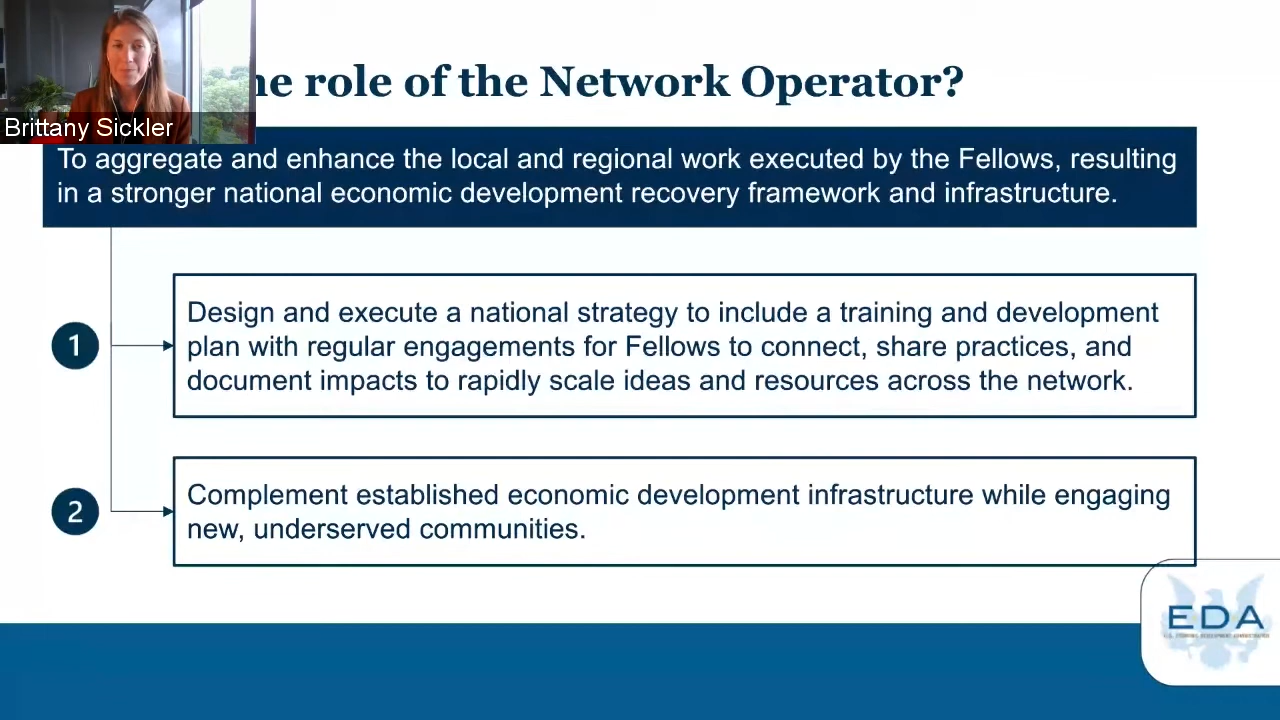 he role of the Network Operator?
Brittany Sickler
To aggregate and enhance the local and regional work executed by the Fellows, resulting
in a stronger national economic development recovery framework and infrastructure.
1
Design and execute a national strategy to include a training and development
plan with regular engagements for Fellows to connect, share practices, and
document impacts to rapidly scale ideas and resources across the network.
2
Complement established economic development infrastructure while engaging
new, underserved communities.
EDA
U.S. ECONOMIC DEVELOPMENT ADMINISTRATION